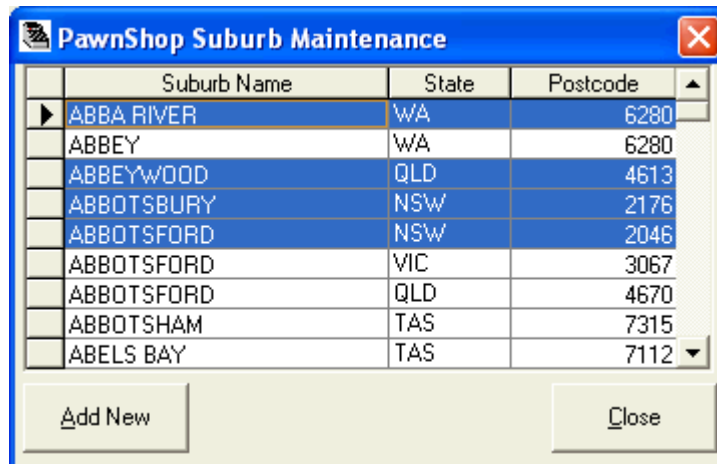 PawnShop Suburb Maintenance
Suburb Name State Postcode
ABBA RIVER WA 6280
ABBEY WA 6280
ABBEYWOOD QLD 4613
ABBOTSBURY NSW 2176
ABBOTSFORD NSW 2046
ABBOTSFORD VIC 3067
ABBOTSFORD QLD 4670
ABBOTSHAM TAS 7315
ABELS BAY TAS 7112
Add New Close